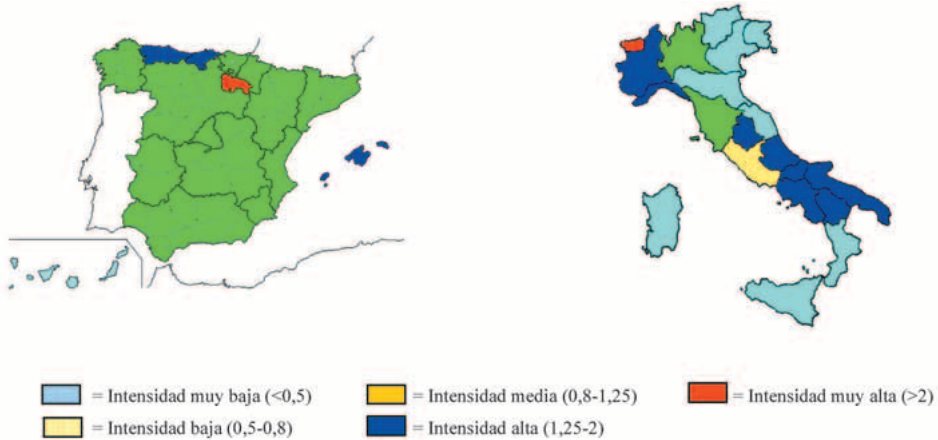 = Intensidad muy baja (<0,5)
= Intensidad media (0,8-1,25)
= Intensidad muy alta (>2)
= Intensidad baja (0,5-0,8)
= Intensidad alta (1,25-2)